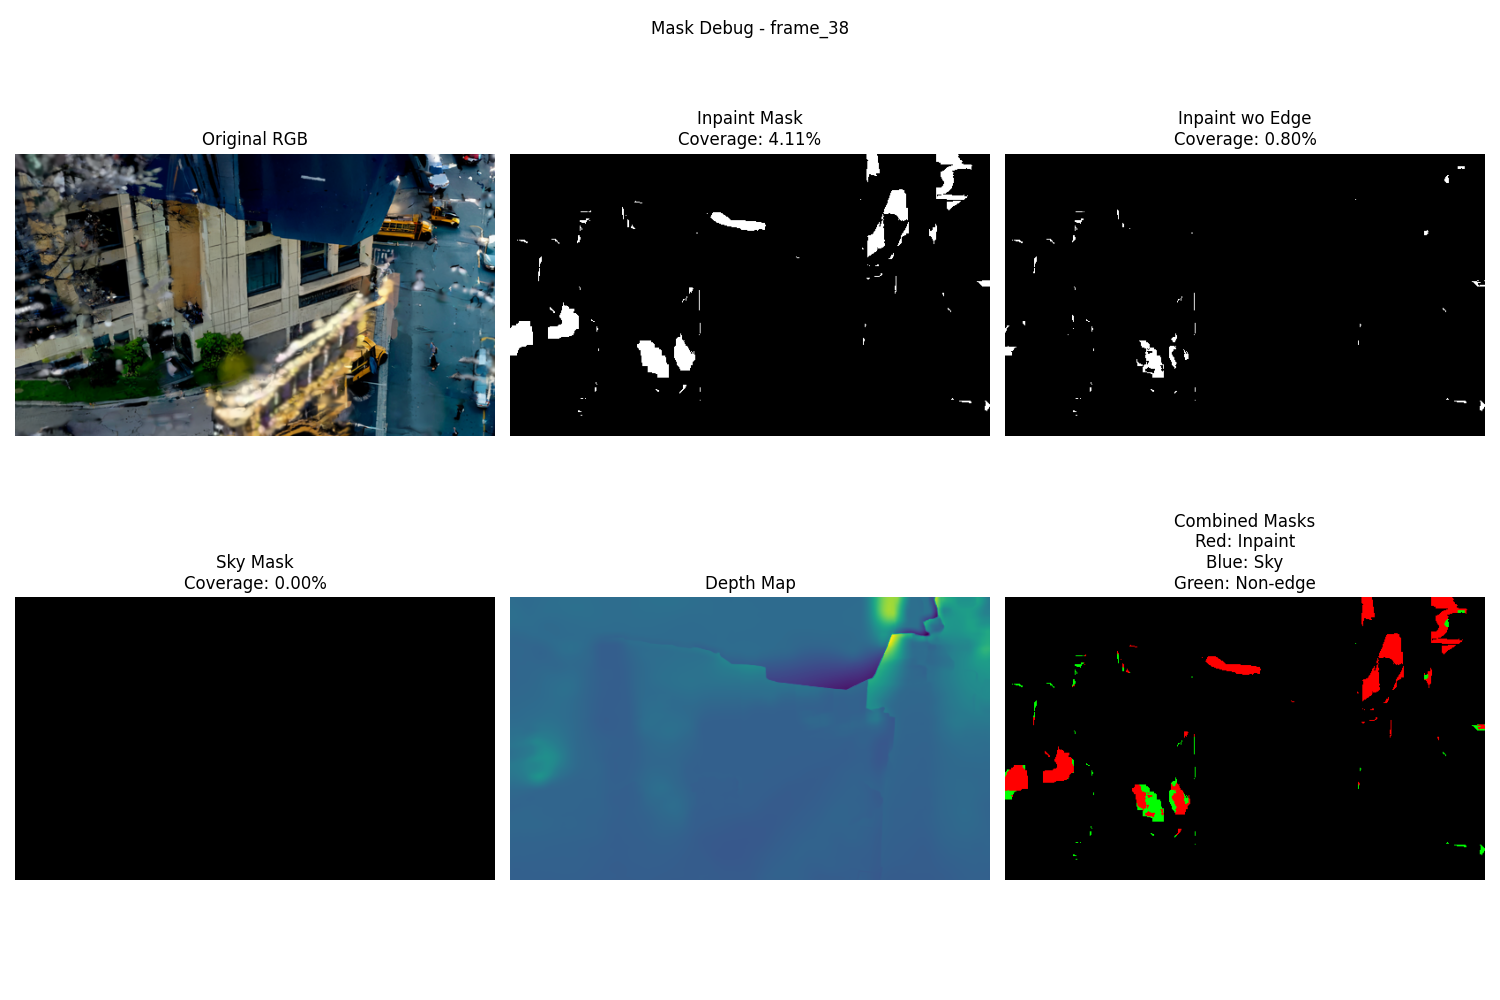 Mask Debug - frame_38
Original RGB
Inpaint Mask
Coverage: 4.11%
Inpaint wo Edge
Coverage: 0.80%
Sky Mask
Coverage: 0.00%
Depth Map
Combined Masks
Red: Inpaint
Blue: Sky
Green: Non-edge